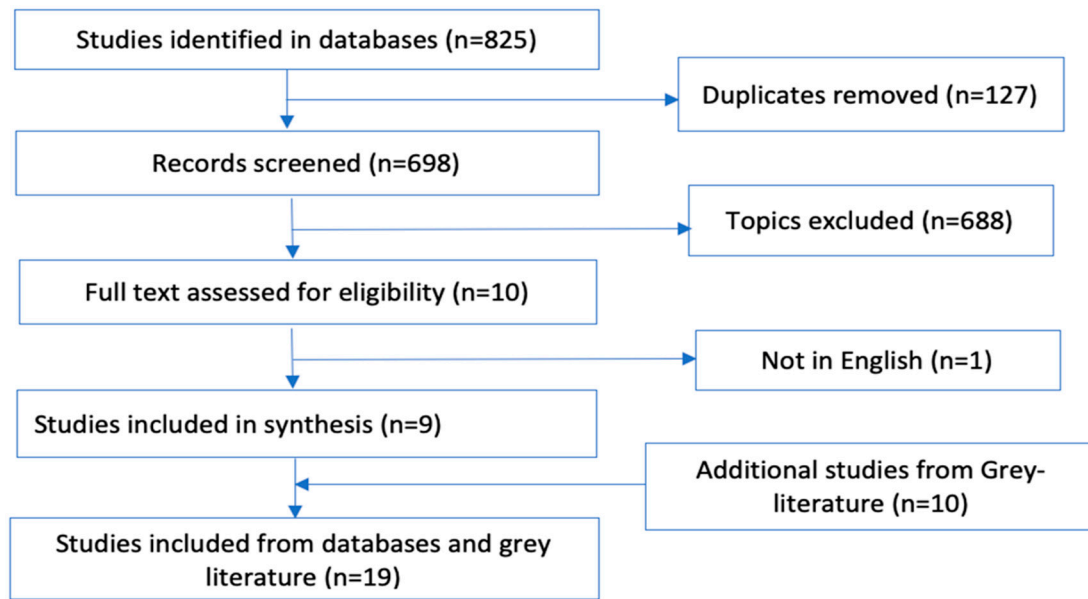 Studies identified in databases (n=825)
Duplicates removed (n=127)
Records screened (n=698)
Topics excluded (n=688)
Full text assessed for eligibility (n=10)
Not in English (n=1)
Studies included in synthesis (n=9)
Additional studies from Grey-
literature (n=10)
Studies included from databases and grey
literature (n=19)